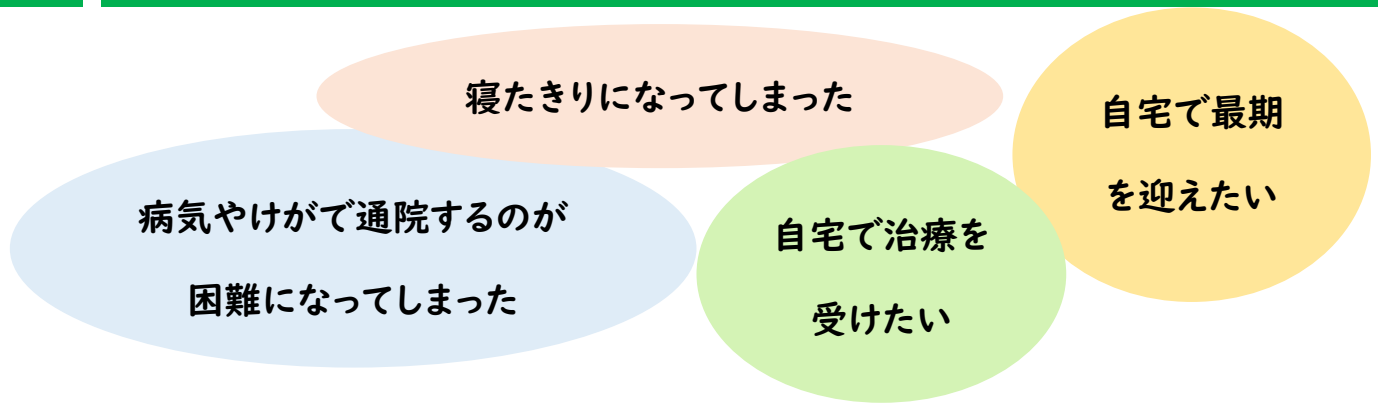 寝たきりになってしまった
病気やけがで通院するのが
困難になってしまった
自宅で治療を
受けたい
自宅で最期
を迎えたい